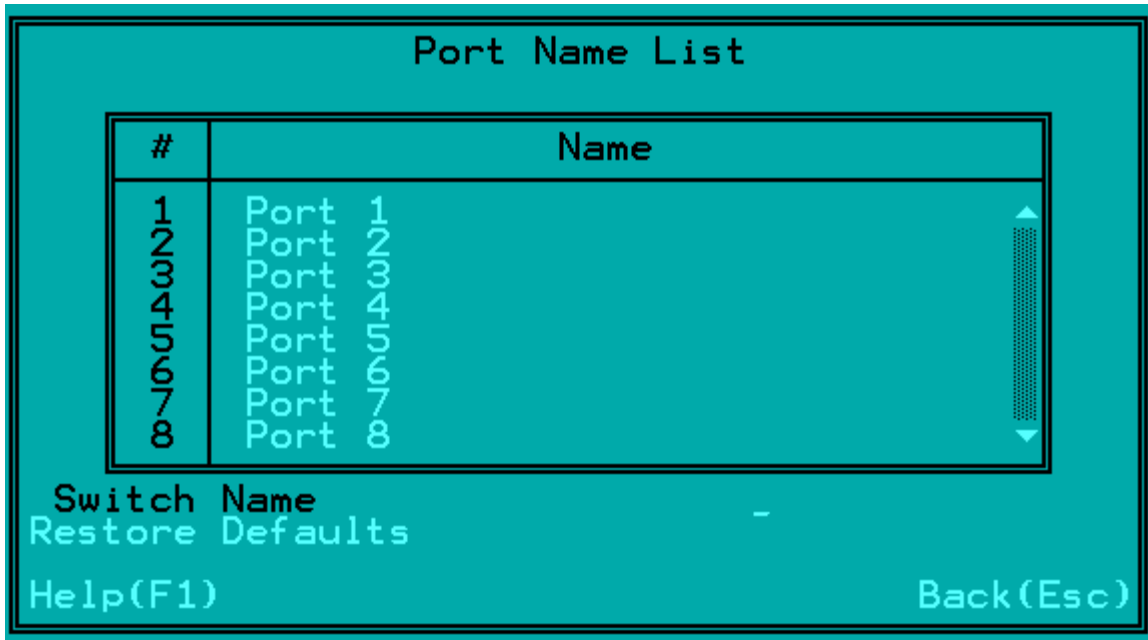 Port Name List
# Name
1 Port 1
2 Port 2
3 Port 3
4 Port 4
5 Port 5
6 Port 6
7 Port 7
8 Port 8
Switch Name _
Restore Defaults
Help(F1) Back(Esc)